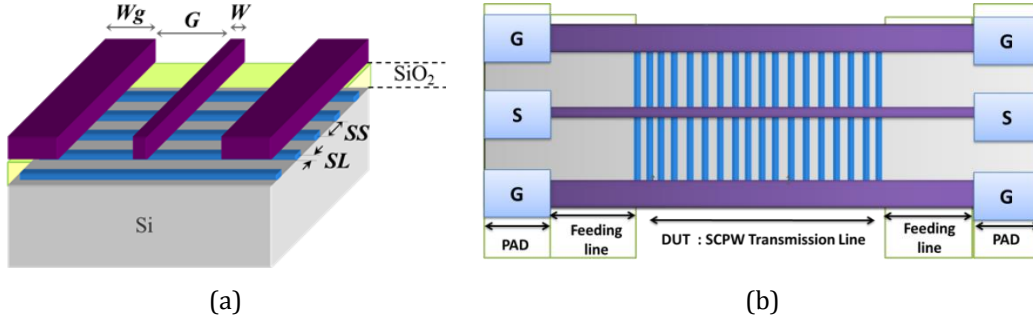 Wg G W
SiO2
SS
SL
Si
(a)
G G
S S
G G
PAD Feeding line DUT : SCPW Transmission Line Feeding line PAD
(b)